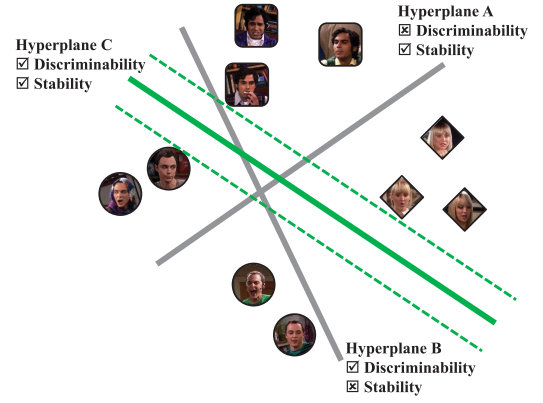 Hyperplane A
☒ Discriminability
☑ Stability
Hyperplane C
☑ Discriminability
☑ Stability
Hyperplane B
☑ Discriminability
☒ Stability